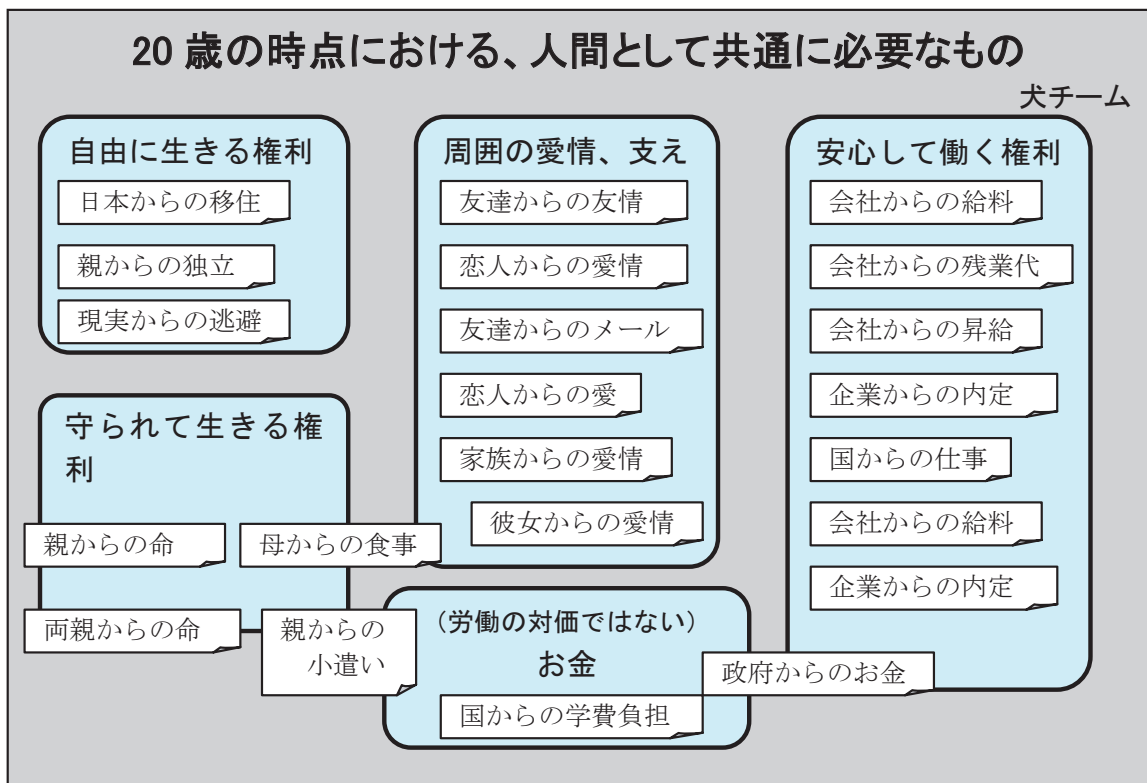 20 歳の時点における、人間として共通に必要なもの
犬チーム
自由に生きる権利
日本からの移住
親からの独立
現実からの逃避
守られて生きる権
利
親からの命
母からの食事
両親からの命
親からの
小遣い
周囲の愛情、支え
友達からの友情
恋人からの愛情
友達からのメール
恋人からの愛
家族からの愛情
彼女からの愛情
（労働の対価ではない）
お金
国からの学費負担
政府からのお金
安心して働く権利
会社からの給料
会社からの残業代
会社からの昇給
企業からの内定
国からの仕事
会社からの給料
企業からの内定